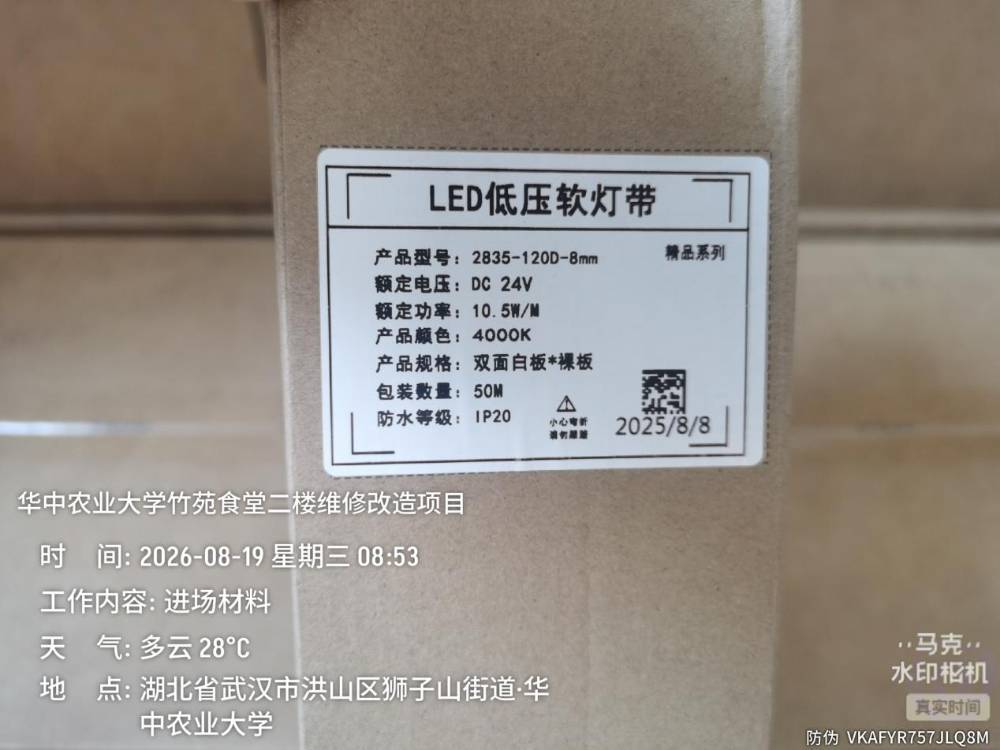 LED低压软灯带
精品系列
产品型号：2835-120D-8mm
额定电压：DC 24V
额定功率：10.5W/M
产品颜色：4000K
产品规格：双面白板*裸板
包装数量：50M
防水等级：IP20
小心弯折
请勿踩踏
2025/8/8
华中农业大学竹苑食堂二楼维修改造项目
时 间: 2026-08-19 星期三 08:53
工作内容: 进场材料
天 气: 多云 28℃
地 点: 湖北省武汉市洪山区狮子山街道·华
中农业大学
马克
水印相机
真实时间
防伪 VKAFYR757JLQ8M